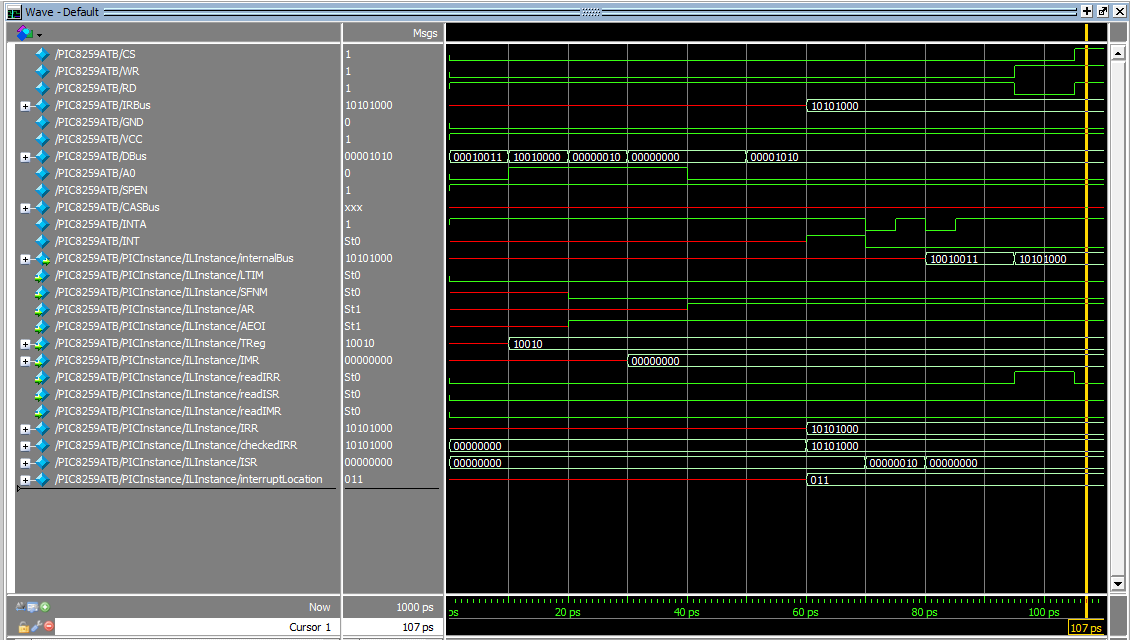 Wave - Default
Msgs
/PIC8259ATB/CS 1
/PIC8259ATB/WR 1
/PIC8259ATB/RD 1
/PIC8259ATB/IRBus 10101000 10101000
/PIC8259ATB/GND 0
/PIC8259ATB/VCC 1
/PIC8259ATB/DBus 00001010 00010011 10010000 00000010 00000000 00001010
/PIC8259ATB/A0 0
/PIC8259ATB/SPEN 1
/PIC8259ATB/CASBus xxx
/PIC8259ATB/INTA 1
/PIC8259ATB/INT St0
/PIC8259ATB/PICInstance/ILInstance/internalBus 10101000 10010011 10101000
/PIC8259ATB/PICInstance/ILInstance/LTIM St0
/PIC8259ATB/PICInstance/ILInstance/SFNM St0
/PIC8259ATB/PICInstance/ILInstance/AR St1
/PIC8259ATB/PICInstance/ILInstance/AEOI St1
/PIC8259ATB/PICInstance/ILInstance/TReg 10010 10010
/PIC8259ATB/PICInstance/ILInstance/IMR 00000000 00000000
/PIC8259ATB/PICInstance/ILInstance/readIRR St0
/PIC8259ATB/PICInstance/ILInstance/readISR St0
/PIC8259ATB/PICInstance/ILInstance/readIMR St0
/PIC8259ATB/PICInstance/ILInstance/IRR 10101000 10101000
/PIC8259ATB/PICInstance/ILInstance/checkedIRR 10101000 00000000 10101000
/PIC8259ATB/PICInstance/ILInstance/ISR 00000000 00000000 00000010 00000000
/PIC8259ATB/PICInstance/ILInstance/interruptLocation 011 011
Now 1000 ps ps 20 ps 40 ps 60 ps 80 ps 100 ps
Cursor 1 107 ps 107 ps